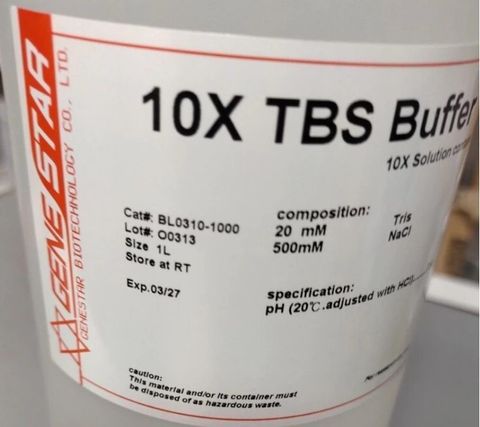 GENE STAR
GENESTAR BIOTECHNOLOGY CO., LTD.
10X TBS Buffer
10X Solution
Cat#: BL0310-1000
Lot#: O0313
Size 1L
Store at RT
Exp.03/27
composition:
20 mM Tris
500mM NaCl
specification:
pH (20℃.adjusted with HCl)......
caution:
This material and/or its container must
be disposed of as hazardous waste.